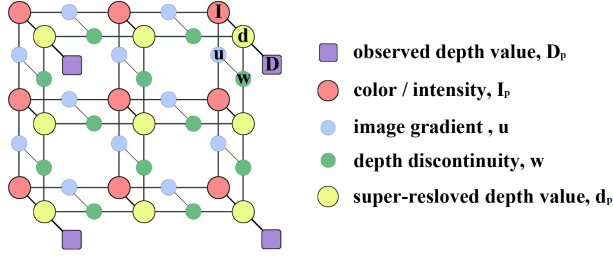 I
d
u
D
w
observed depth value, Dₚ
color / intensity, Iₚ
image gradient , u
depth discontinuity, w
super-resloved depth value, dₚ